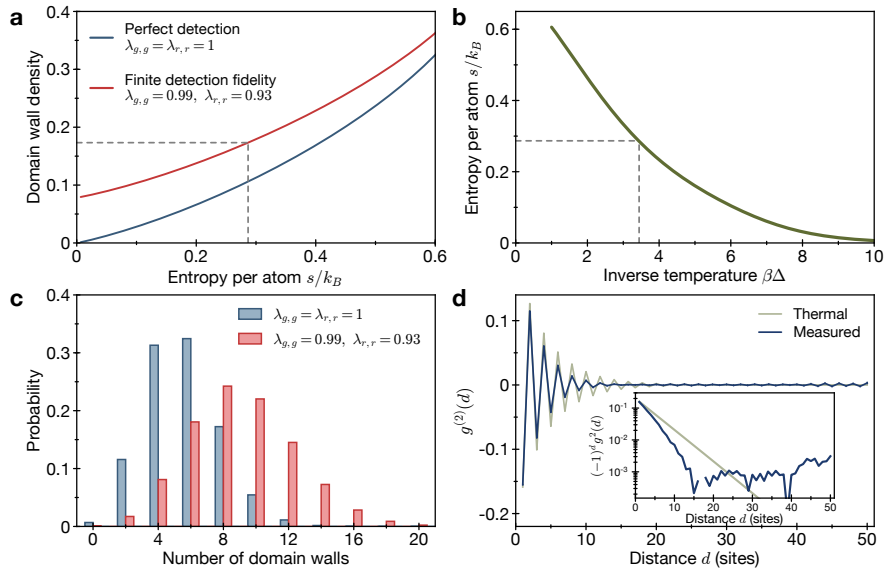 a
Perfect detection
λg,g = λr,r = 1
Finite detection fidelity
λg,g = 0.99, λr,r = 0.93
Domain wall density
0.4
0.3
0.2
0.1
0
0 0.2 0.4 0.6
Entropy per atom s/kB
b
Entropy per atom s/kB
0.6
0.4
0.2
0.0
0 2 4 6 8 10
Inverse temperature βΔ
c
λg,g = λr,r = 1
λg,g = 0.99, λr,r = 0.93
Probability
0.4
0.3
0.2
0.1
0
0 4 8 12 16 20
Number of domain walls
d
Thermal
Measured
g(2)(d)
0.1
0
-0.1
-0.2
0 10 20 30 40 50
Distance d (sites)
(−1)d g2(d)
10-1
10-2
10-3
0 10 20 30 40 50
Distance d (sites)